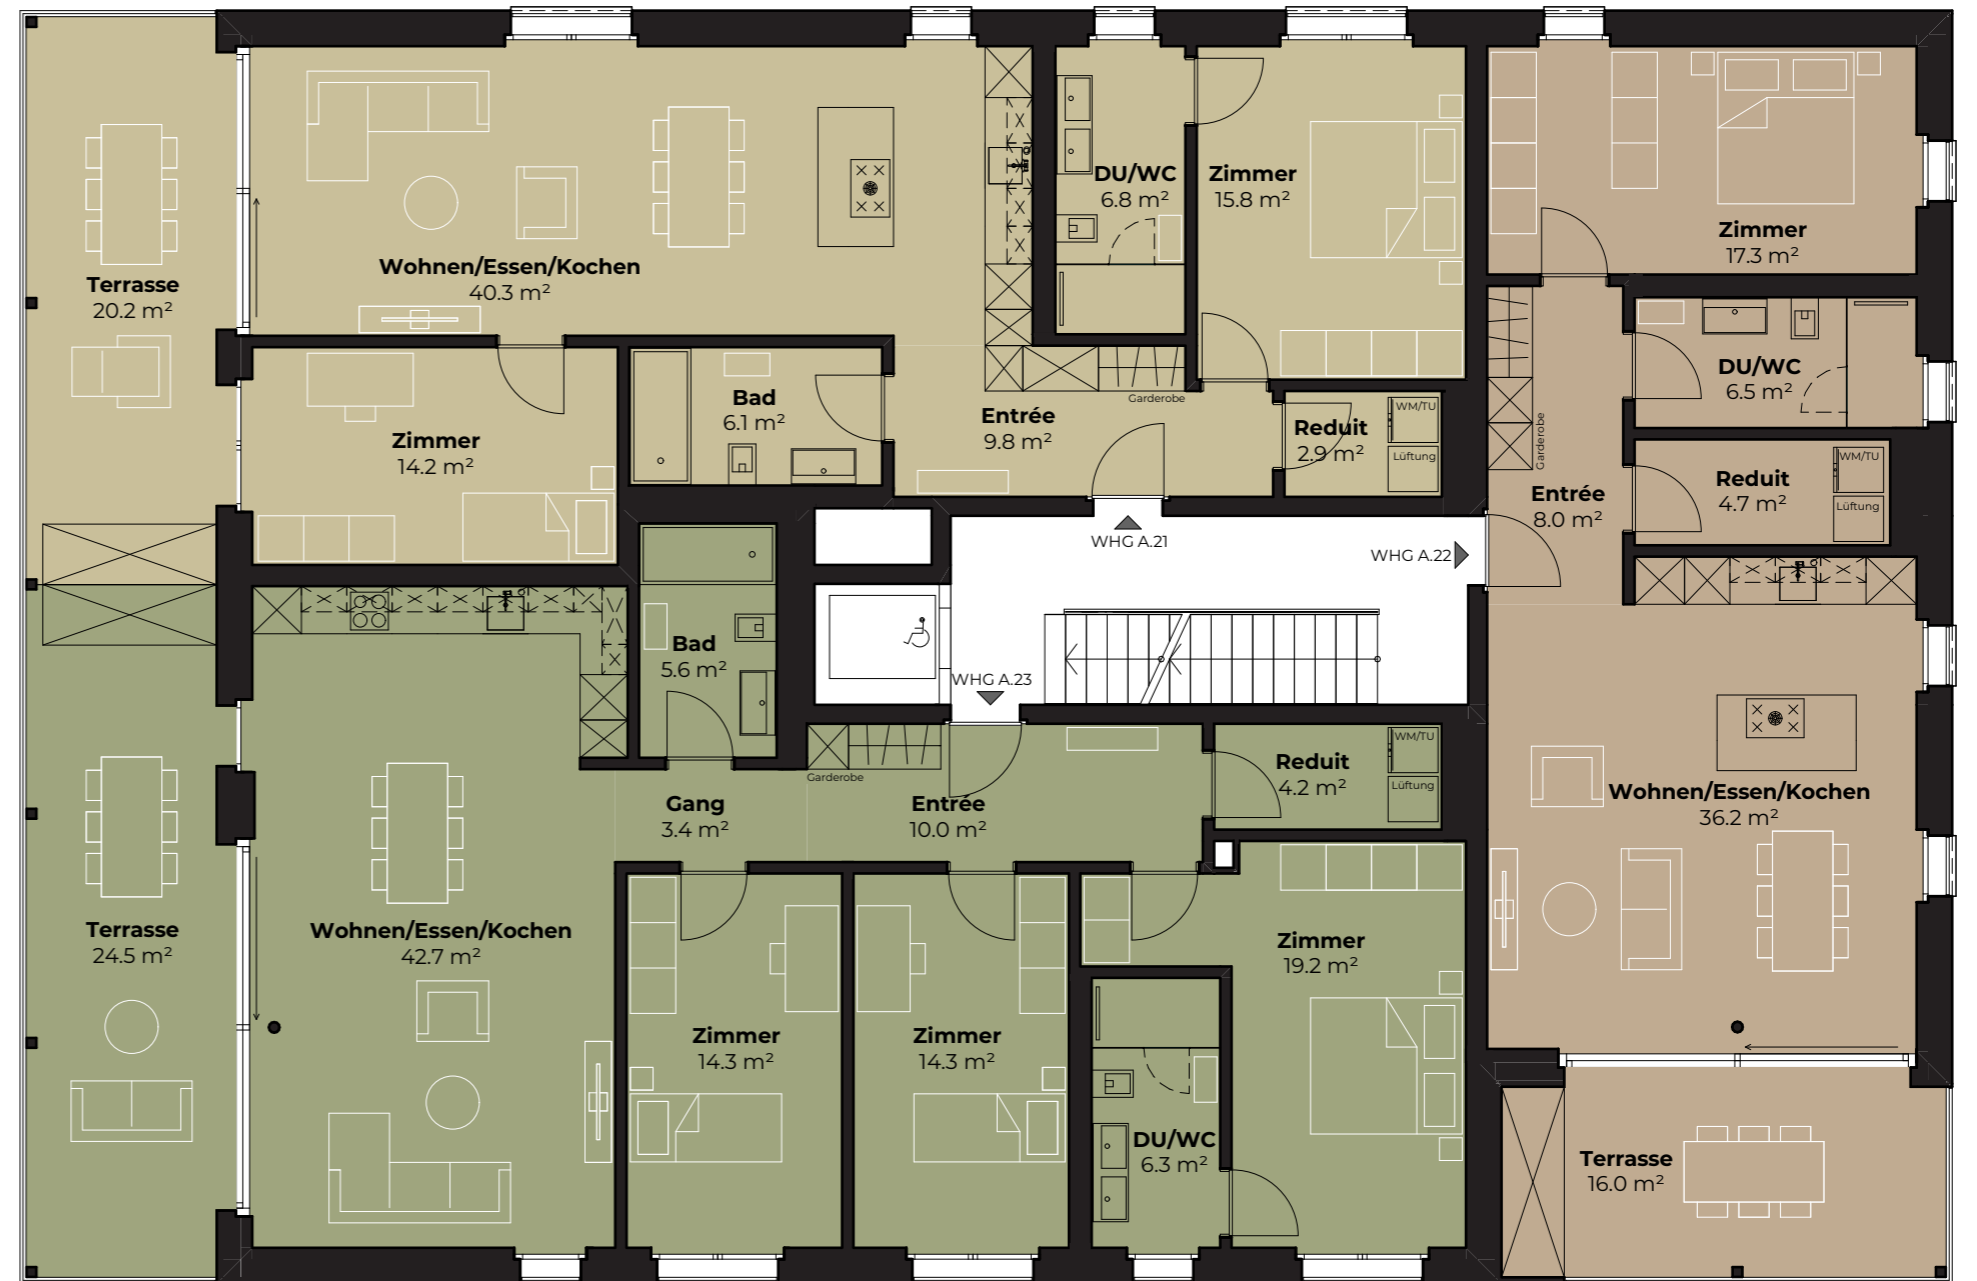 Terrasse
20.2 m²
Wohnen/Essen/Kochen
40.3 m²
DU/WC
6.8 m²
Zimmer
15.8 m²
Zimmer
14.2 m²
Bad
6.1 m²
Entrée
9.8 m²
Garderobe
Reduit
2.9 m²
WM/TU
Lüftung
WHG A.21
WHG A.22
WHG A.23
Zimmer
17.3 m²
DU/WC
6.5 m²
Garderobe
Reduit
4.7 m²
WM/TU
Lüftung
Entrée
8.0 m²
Wohnen/Essen/Kochen
36.2 m²
Terrasse
16.0 m²
Bad
5.6 m²
Gang
3.4 m²
Garderobe
Entrée
10.0 m²
Reduit
4.2 m²
WM/TU
Lüftung
Terrasse
24.5 m²
Wohnen/Essen/Kochen
42.7 m²
Zimmer
14.3 m²
Zimmer
14.3 m²
Zimmer
19.2 m²
DU/WC
6.3 m²